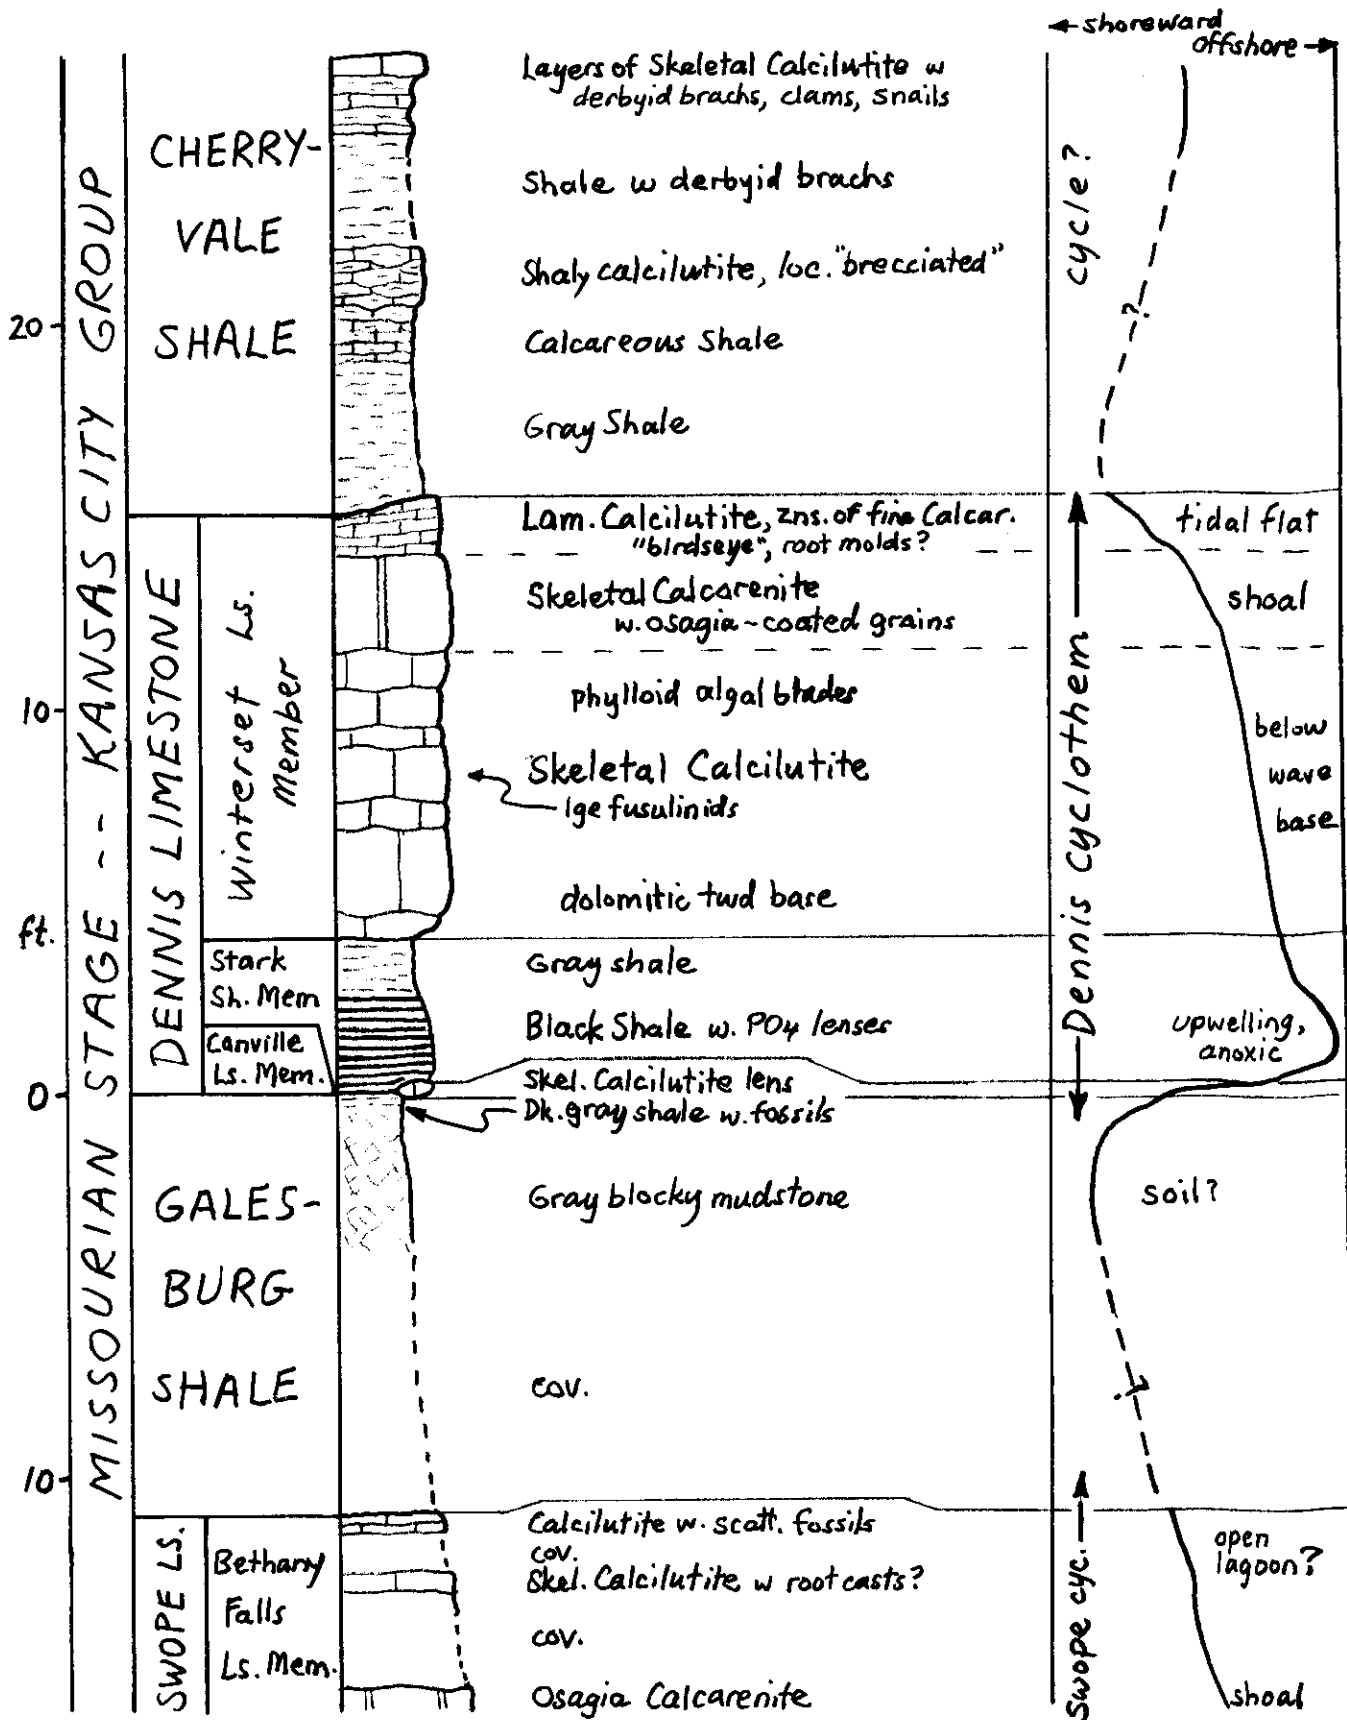 ← shoreward
offshore →
MISSOURIAN STAGE -- KANSAS CITY GROUP
20
10
ft.
0
10
CHERRY-
VALE
SHALE
DENNIS LIMESTONE
Winterset Ls.
Member
Stark
Sh. Mem
Canville
Ls. Mem.
GALES-
BURG
SHALE
SWOPE LS.
Bethany
Falls
Ls. Mem.
Layers of Skeletal Calcilutite w
derbyid brachs, clams, snails
Shale w derbyid brachs
Shaly calcilutite, loc. "brecciated"
Calcareous Shale
Gray Shale
Lam. Calcilutite, zns. of fine Calcar.
"birdseye", root molds?
Skeletal Calcarenite
w. osagia-coated grains
phylloid algal blades
Skeletal Calcilutite
lge fusulinids
dolomitic twd base
Gray shale
Black Shale w. PO4 lenses
Skel. Calcilutite lens
Dk. gray shale w. fossils
Gray blocky mudstone
cov.
Calcilutite w. scatt. fossils
cov.
Skel. Calcilutite w root casts?
cov.
Osagia Calcarenite
cycle?
Dennis Cyclothem
Swope cyc.
?
tidal flat
shoal
below
wave
base
upwelling,
anoxic
soil?
?
open
lagoon?
shoal